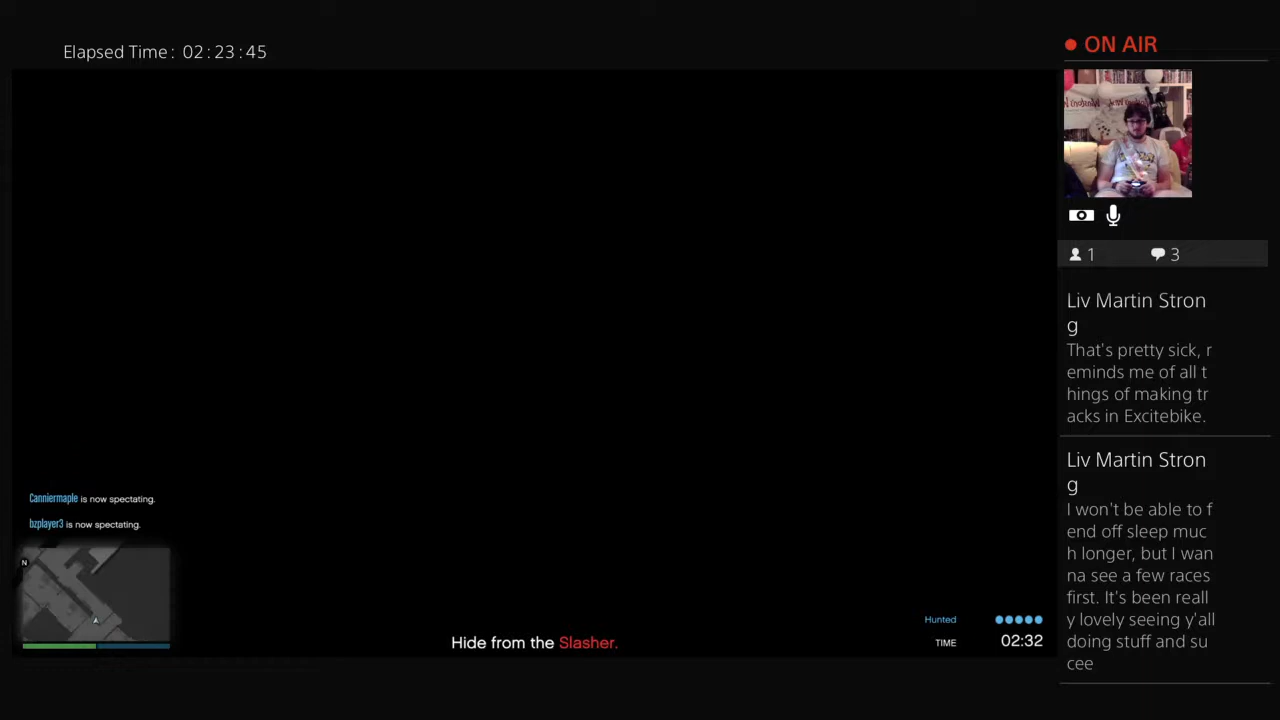 Elapsed Time: 02:23:45
ON AIR
1
3
Liv Martin Stron
g
That's pretty sick, r
eminds me of all t
hings of making tr
acks in Excitebike.
Liv Martin Stron
g
I won't be able to f
end off sleep muc
h longer, but I wan
na see a few races
first. It's been reall
y lovely seeing y'all
doing stuff and su
cee
Canniermaple is now spectating.
bzplayer3 is now spectating.
N
Hide from the Slasher.
Hunted
TIME 02:32